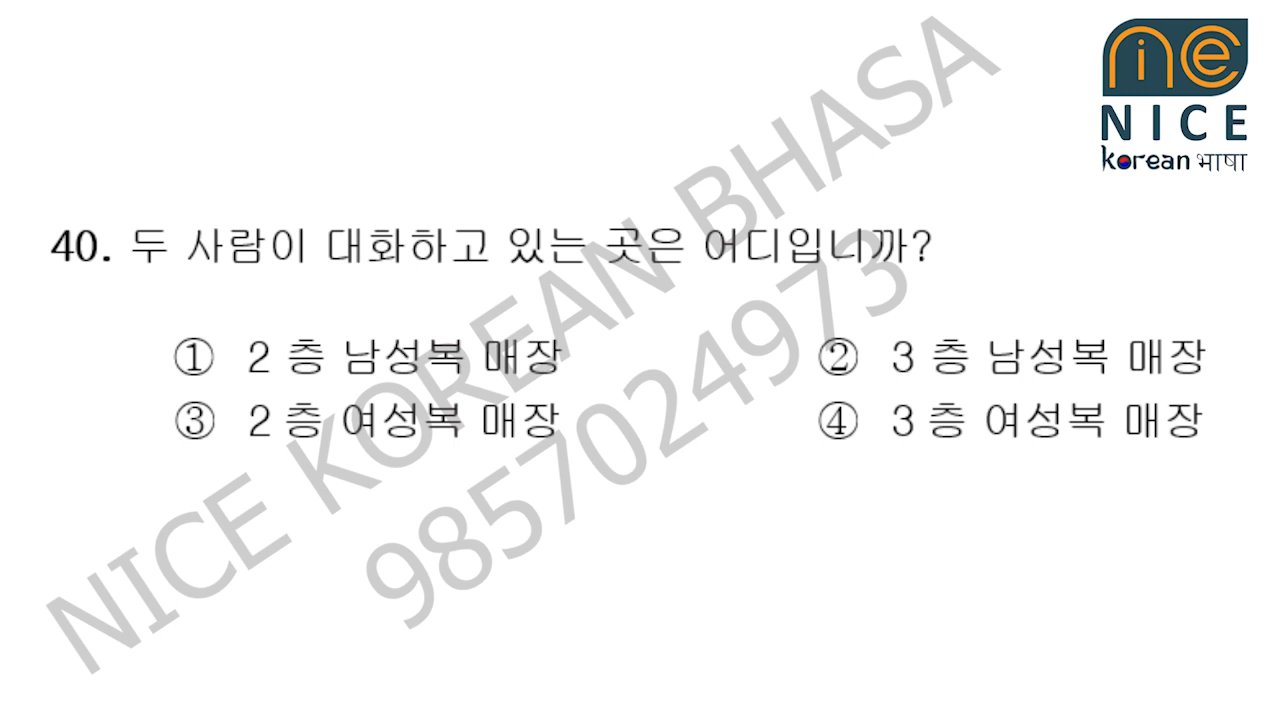 NICE
korean भाषा
40. 두 사람이 대화하고 있는 곳은 어디입니까?
① 2 층 남성복 매장 ② 3 층 남성복 매장
③ 2 층 여성복 매장 ④ 3 층 여성복 매장
NICE KOREAN BHASA
9857024973